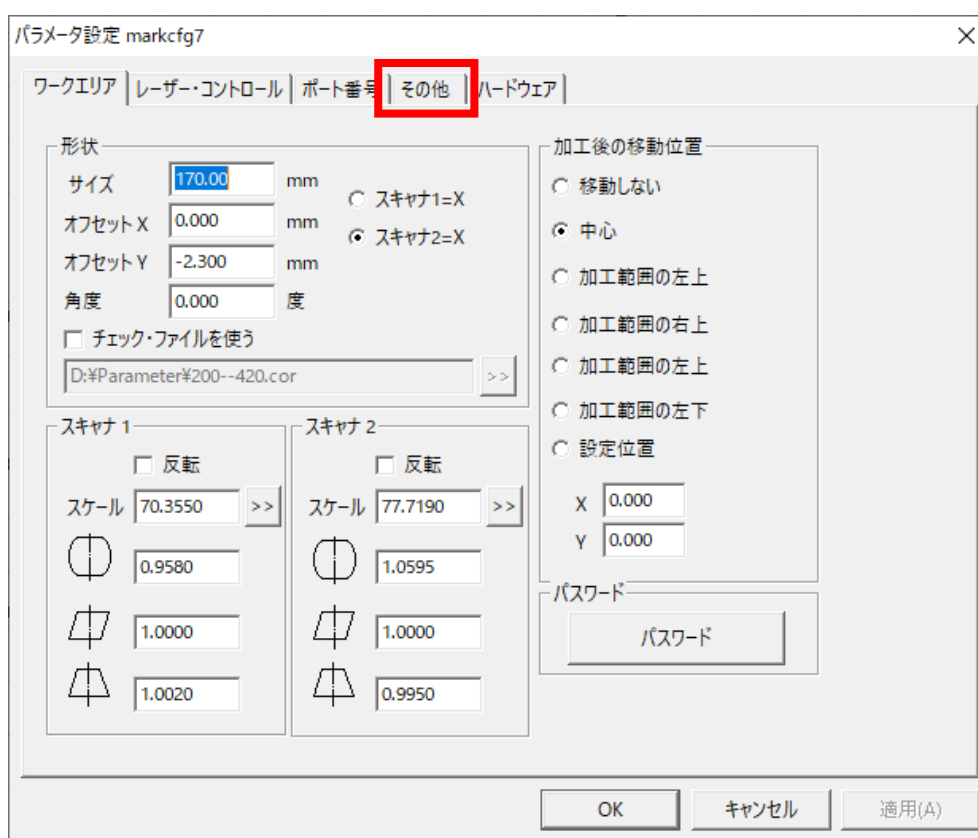 パラメータ設定 markcfg7
ワークエリア レーザー・コントロール ポート番号 その他 ハードウェア
形状
サイズ 170.00 mm
オフセット X 0.000 mm
オフセット Y -2.300 mm
角度 0.000 度
スキャナ1=X
スキャナ2=X
チェック・ファイルを使う
D:¥Parameter¥200--420.cor >>
スキャナ 1
反転
スケール 70.3550 >>
0.9580
1.0000
1.0020
スキャナ 2
反転
スケール 77.7190 >>
1.0595
1.0000
0.9950
加工後の移動位置
移動しない
中心
加工範囲の左上
加工範囲の右上
加工範囲の左上
加工範囲の左下
設定位置
X 0.000
Y 0.000
パスワード
パスワード
OK キャンセル 適用(A)